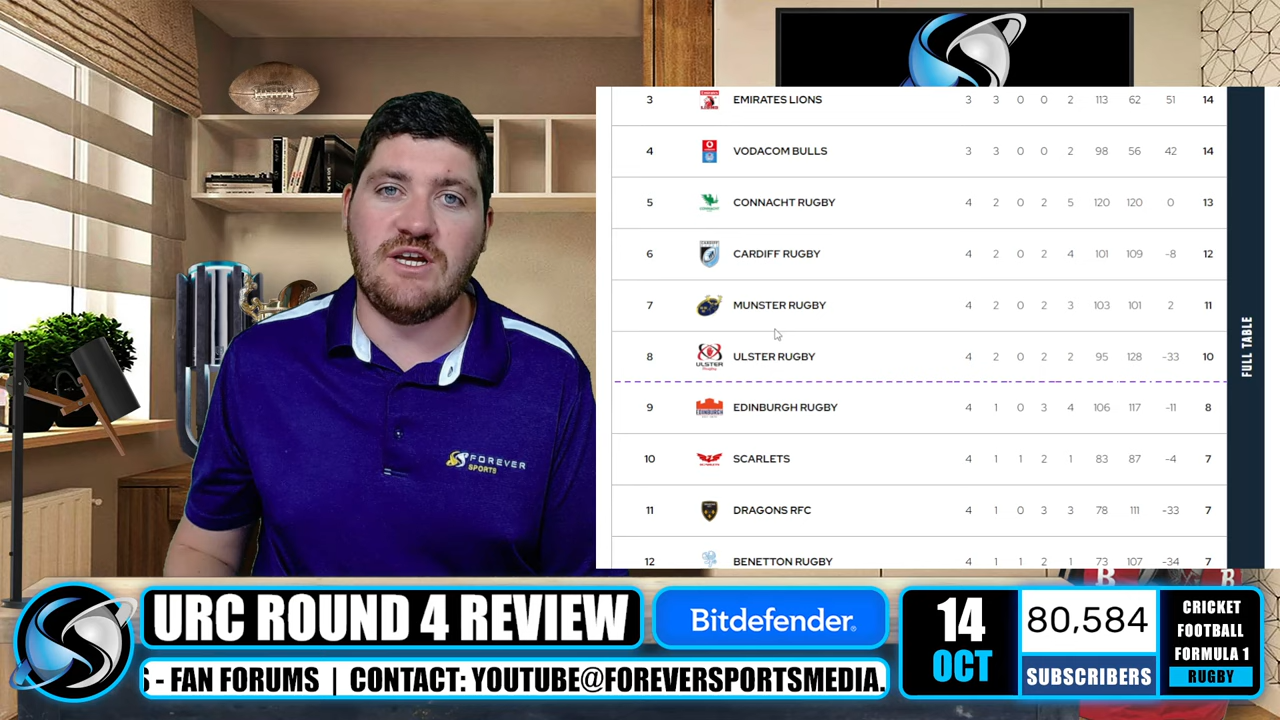 3 EMIRATES LIONS 3 3 0 0 2 113 62 51 14
4 VODACOM BULLS 3 3 0 0 2 98 56 42 14
5 CONNACHT RUGBY 4 2 0 2 5 120 120 0 13
6 CARDIFF RUGBY 4 2 0 2 4 101 109 -8 12
7 MUNSTER RUGBY 4 2 0 2 3 103 101 2 11
8 ULSTER RUGBY 4 2 0 2 2 95 128 -33 10
9 EDINBURGH RUGBY 4 1 0 3 4 106 117 -11 8
10 SCARLETS 4 1 1 2 1 83 87 -4 7
11 DRAGONS RFC 4 1 0 3 3 78 111 -33 7
12 BENETTON RUGBY 4 1 1 2 1 73 107 -34 7
FULL TABLE
FOREVER
SPORTS
URC ROUND 4 REVIEW
Bitdefender
S - FAN FORUMS | CONTACT: YOUTUBE@FOREVERSPORTSMEDIA.
14
OCT
80,584
SUBSCRIBERS
CRICKET
FOOTBALL
FORMULA 1
RUGBY